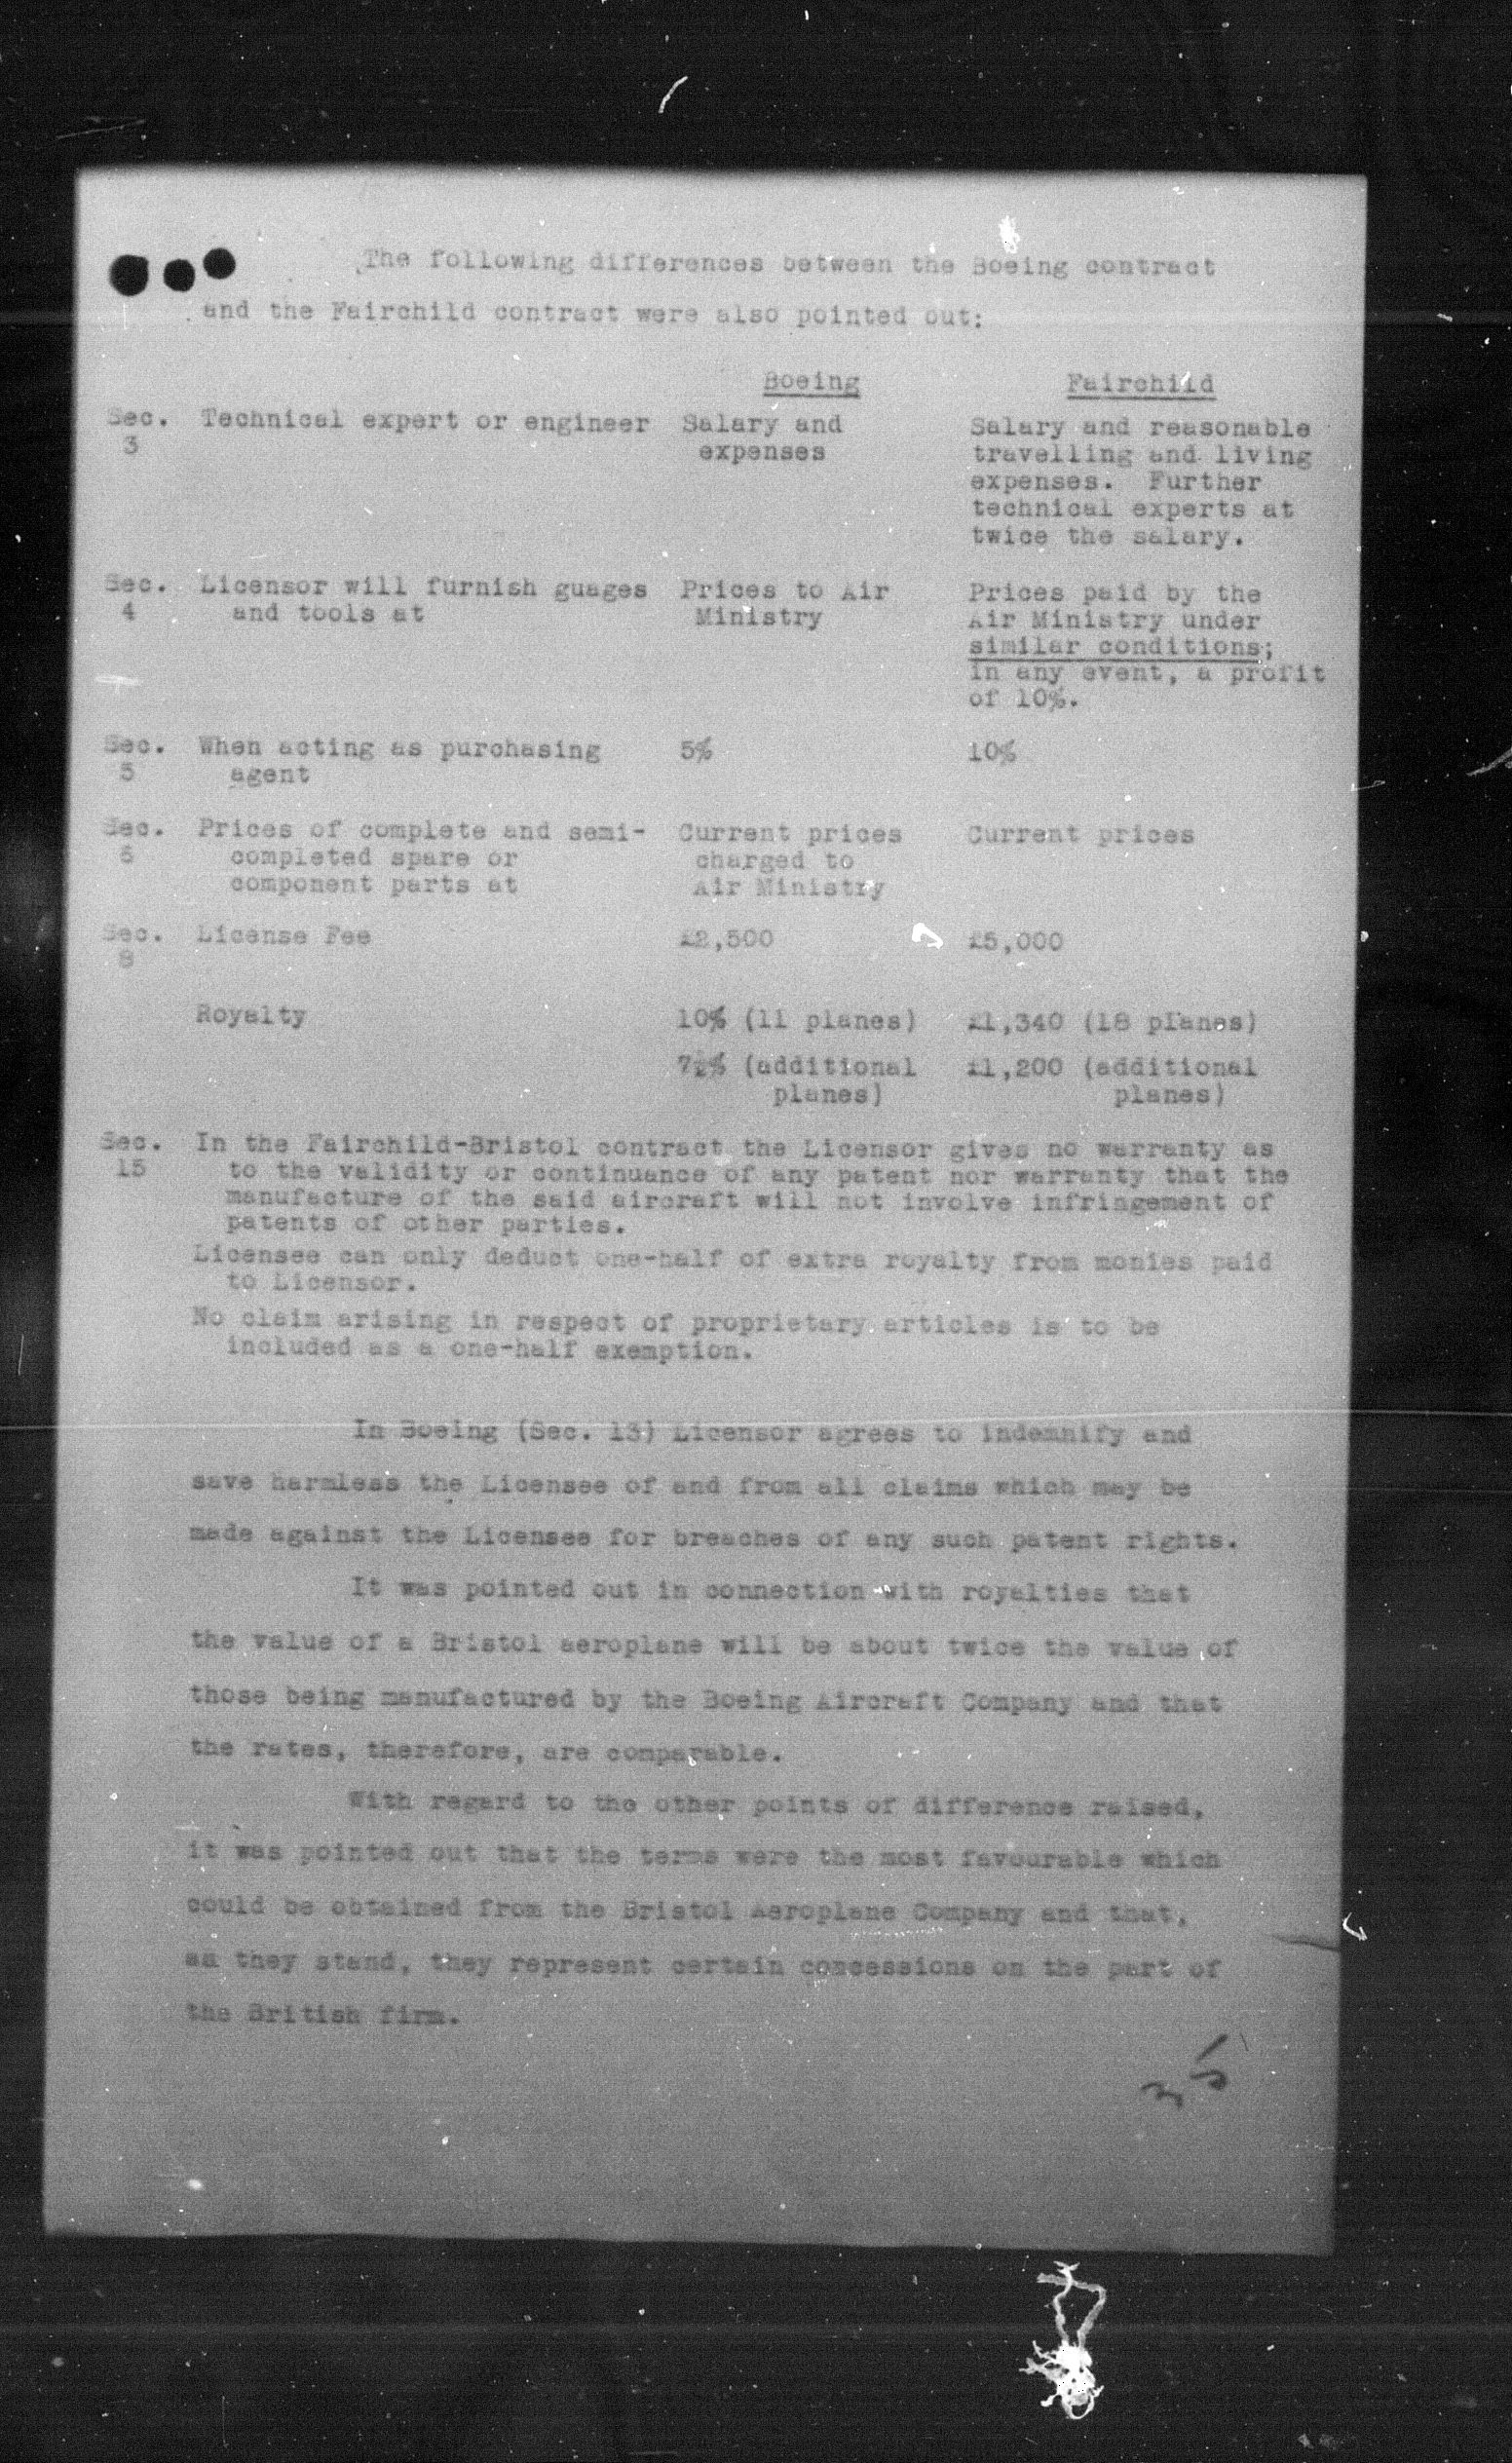 The following differences between the Boeing contract
and the Fairchild contract were also pointed out:
Boeing Fairchild
Sec. 3 Technical expert or engineer
Salary and
expenses
Salary and reasonable
travelling and living
expenses. Further
technical experts at
twice the salary.
Sec. 4 Licensor will furnish guages
and tools at
Prices to Air
Ministry
Prices paid by the
Air Ministry under
similar conditions;
in any event, a profit
of 10%.
Sec. 5 When acting as purchasing
agent
5%
10%
Sec. 6 Prices of complete and semi-
completed spare or
component parts at
Current prices
charged to
Air Ministry
Current prices
Sec. 8 License Fee
£2,500
£5,000
Royalty
10% (11 planes)
£1,340 (18 planes)
7½% (additional
planes)
£1,200 (additional
planes)
Sec. 15 In the Fairchild-Bristol contract the Licensor gives no warranty as
to the validity or continuance of any patent nor warranty that the
manufacture of the said aircraft will not involve infringement of
patents of other parties.
Licensee can only deduct one-half of extra royalty from monies paid
to Licensor.
No claim arising in respect of proprietary articles is to be
included as a one-half exemption.
In Boeing (Sec. 13) Licensor agrees to indemnify and
save harmless the Licensee of and from all claims which may be
made against the Licensee for breaches of any such patent rights.
It was pointed out in connection with royalties that
the value of a Bristol aeroplane will be about twice the value of
those being manufactured by the Boeing Aircraft Company and that
the rates, therefore, are comparable.
With regard to the other points of difference raised,
it was pointed out that the terms were the most favourable which
could be obtained from the Bristol Aeroplane Company and that,
as they stand, they represent certain concessions on the part of
the British firm.
35